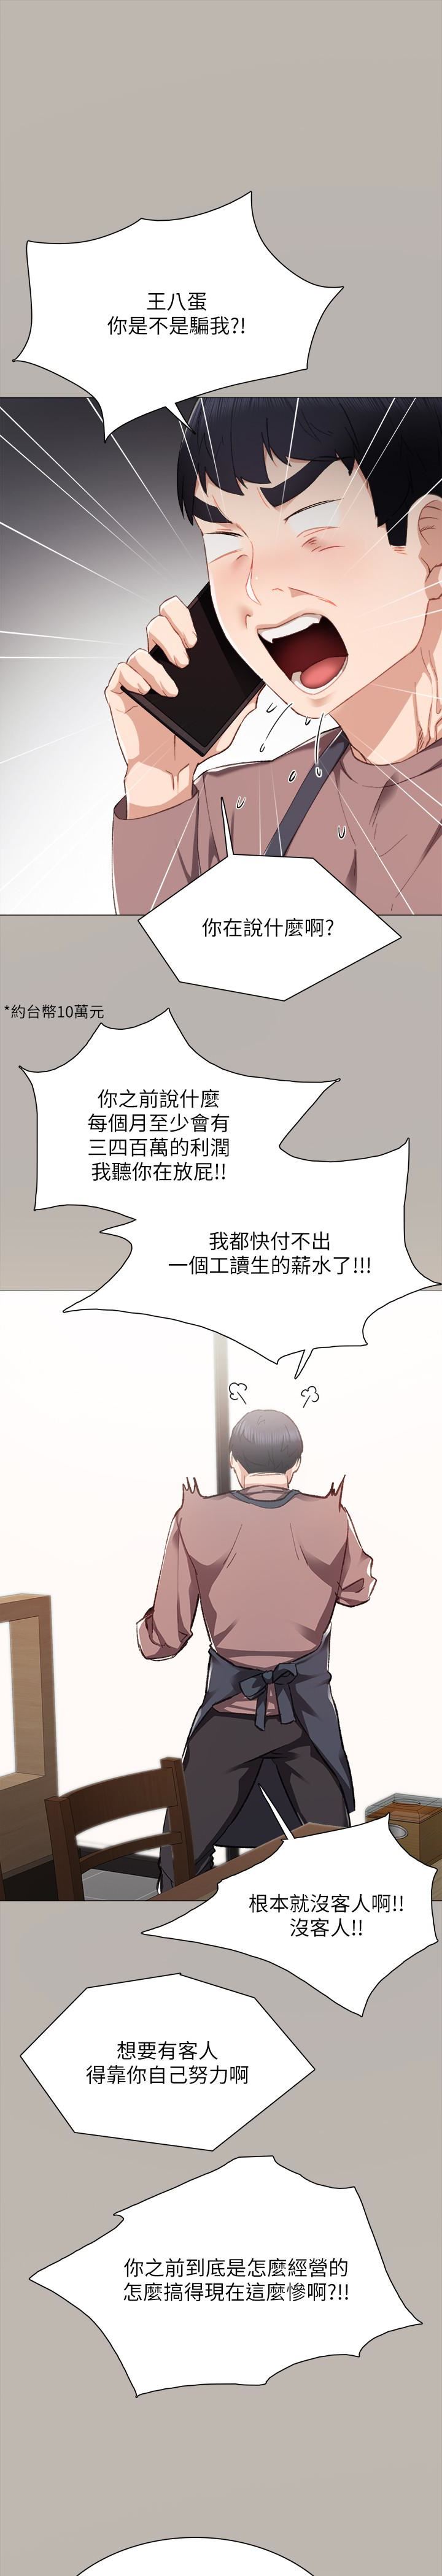 王八蛋
你是不是騙我?!
你在說什麼啊?
*約台幣10萬元
你之前說什麼
每個月至少會有
三四百萬的利潤
我聽你在放屁!!
我都快付不出
一個工讀生的薪水了!!!
根本就沒客人啊!!
沒客人!!
想要有客人
得靠你自己努力啊
你之前到底是怎麼經營的
怎麼搞得現在這麼慘啊?!!